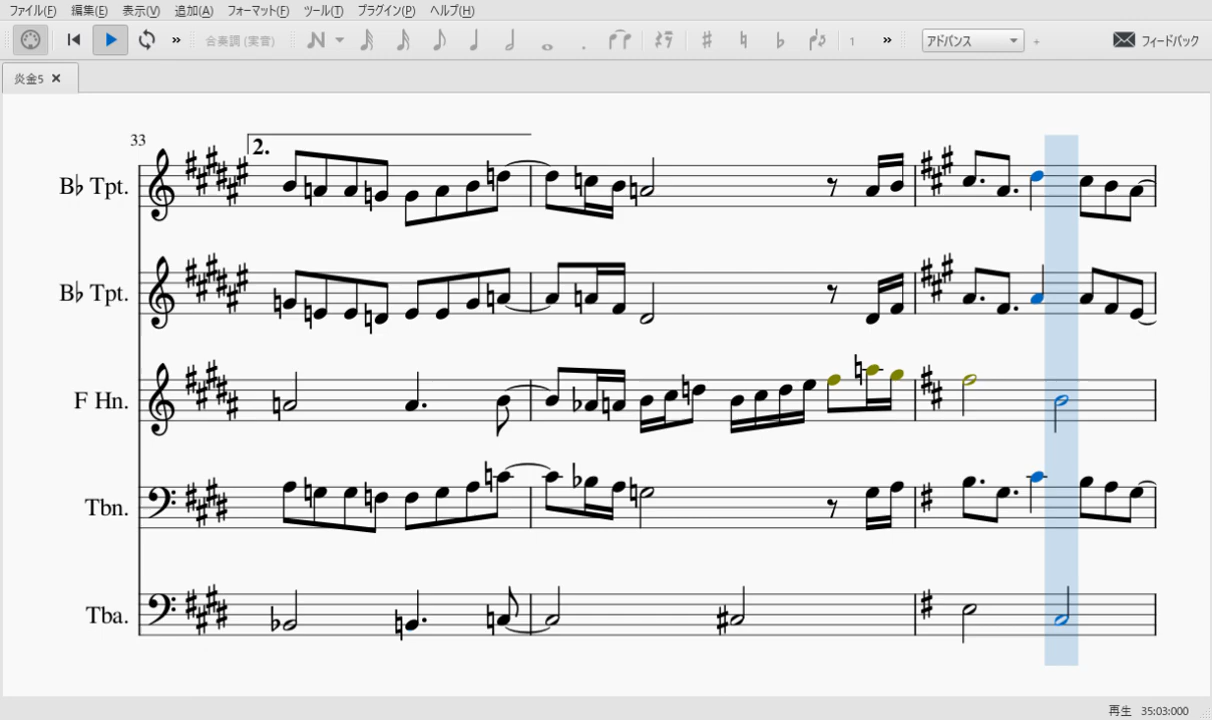 ファイル(F) 編集(E) 表示(V) 追加(A) フォーマット(F) ツール(T) プラグイン(P) ヘルプ(H)
合奏調 (実音) 1 アドバンス + フィードバック
炎金5
33
2.
B♭ Tpt.
B♭ Tpt.
F Hn.
Tbn.
Tba.
再生 35:03:000